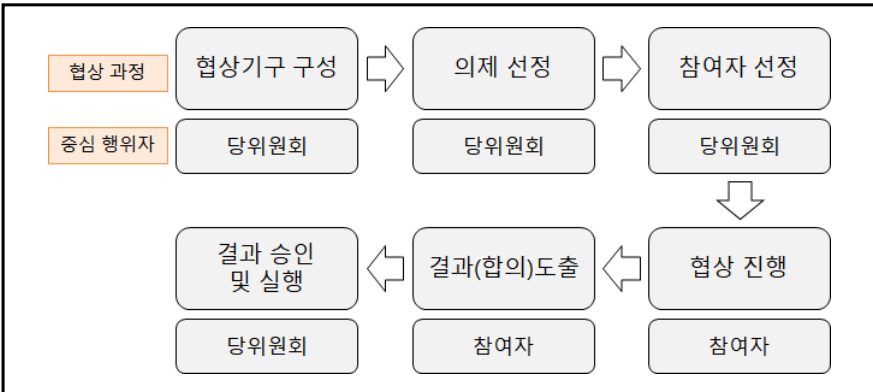 협상 과정
협상기구 구성
의제 선정
참여자 선정
중심 행위자
당위원회
당위원회
당위원회
결과 승인
및 실행
결과(합의)도출
협상 진행
당위원회
참여자
참여자